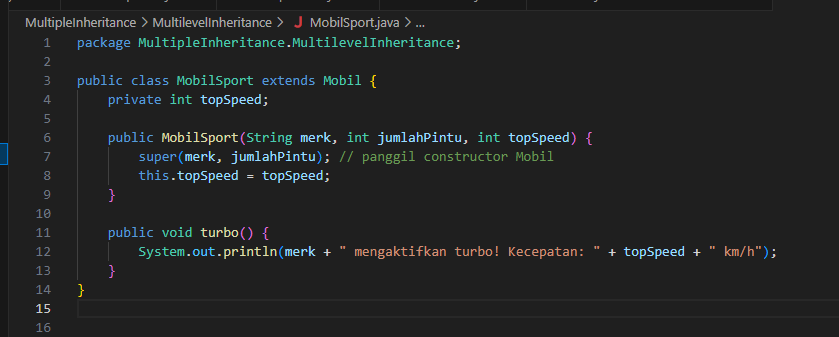 MultipleInheritance > MultilevelInheritance > J MobilSport.java > ...
1 package MultipleInheritance.MultilevelInheritance;
2
3 public class MobilSport extends Mobil {
4     private int topSpeed;
5
6     public MobilSport(String merk, int jumlahPintu, int topSpeed) {
7         super(merk, jumlahPintu); // panggil constructor Mobil
8         this.topSpeed = topSpeed;
9     }
10
11     public void turbo() {
12         System.out.println(merk + " mengaktifkan turbo! Kecepatan: " + topSpeed + " km/h");
13     }
14 }
15
16